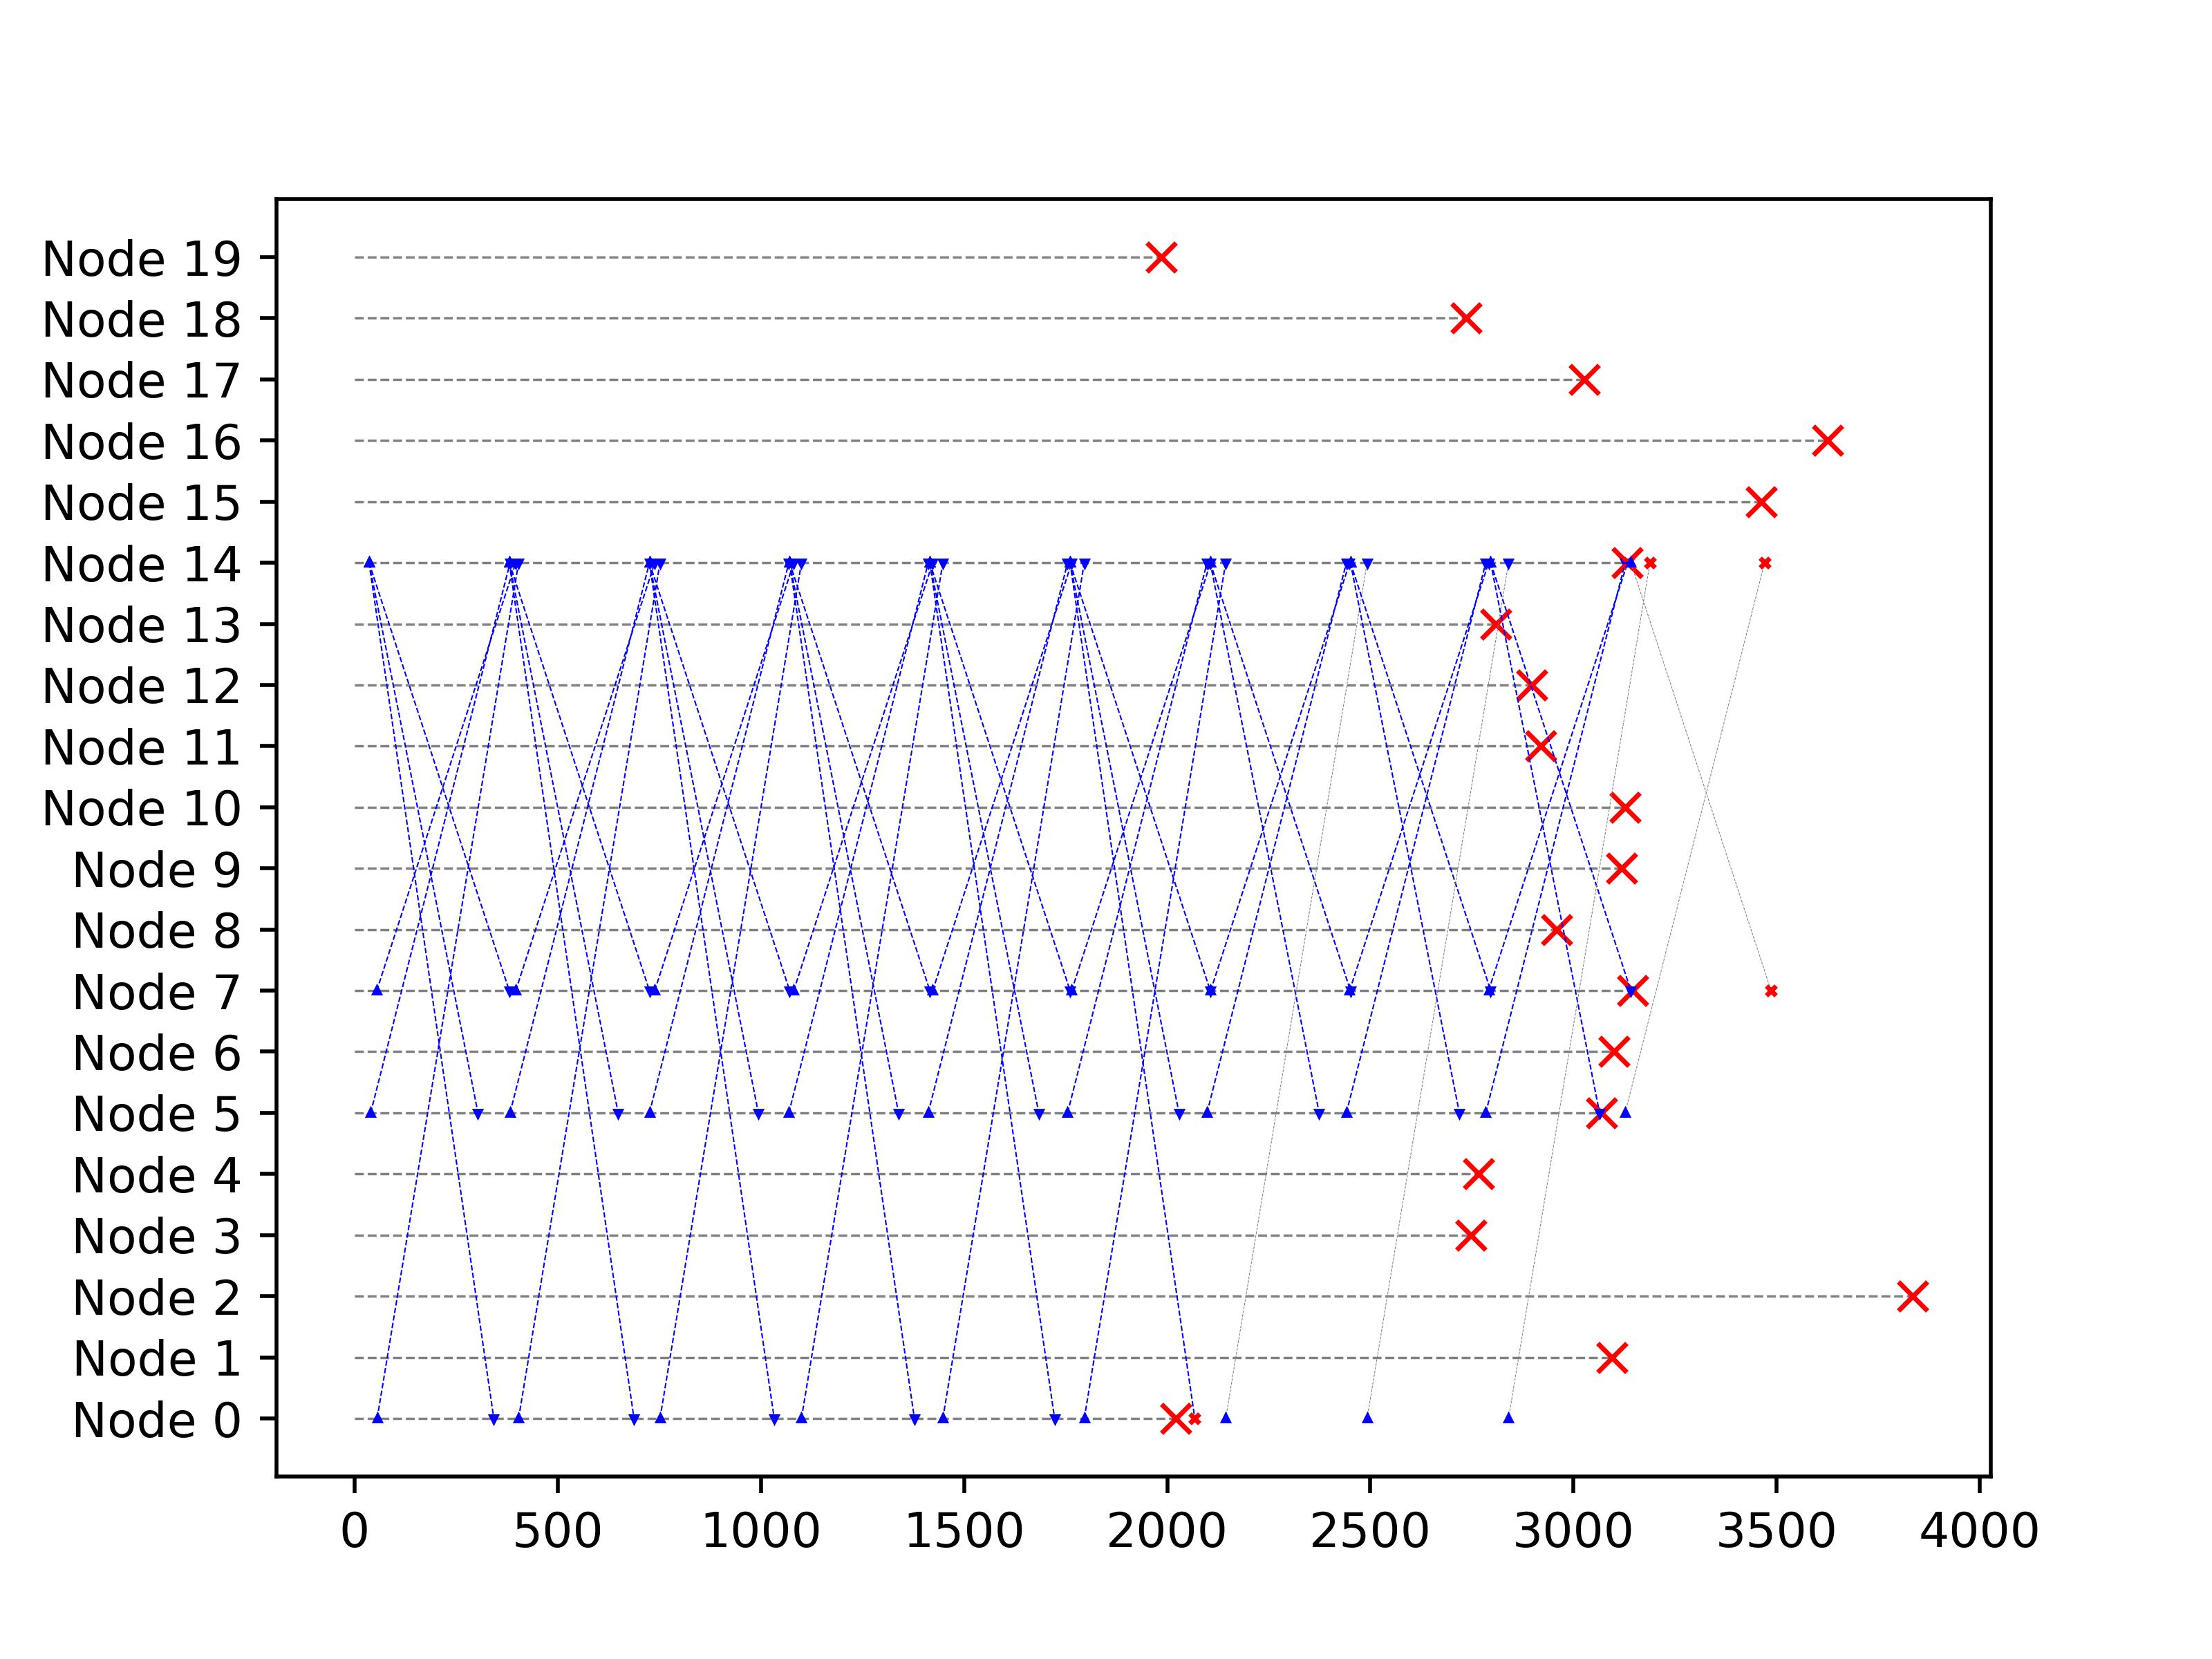 Node 19
Node 18
Node 17
Node 16
Node 15
Node 14
Node 13
Node 12
Node 11
Node 10
Node 9
Node 8
Node 7
Node 6
Node 5
Node 4
Node 3
Node 2
Node 1
Node 0
0 500 1000 1500 2000 2500 3000 3500 4000